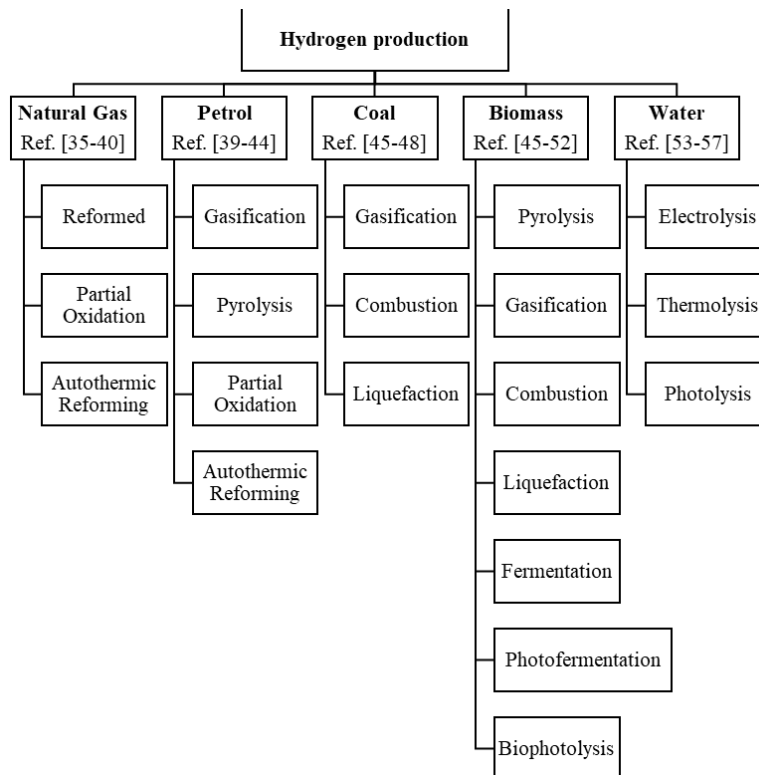 Hydrogen production
Natural Gas
Ref. [35-40]
Reformed
Partial
Oxidation
Autothermic
Reforming
Petrol
Ref. [39-44]
Gasification
Pyrolysis
Partial
Oxidation
Autothermic
Reforming
Coal
Ref. [45-48]
Gasification
Combustion
Liquefaction
Biomass
Ref. [45-52]
Pyrolysis
Gasification
Combustion
Liquefaction
Fermentation
Photofermentation
Biophotolysis
Water
Ref. [53-57]
Electrolysis
Thermolysis
Photolysis